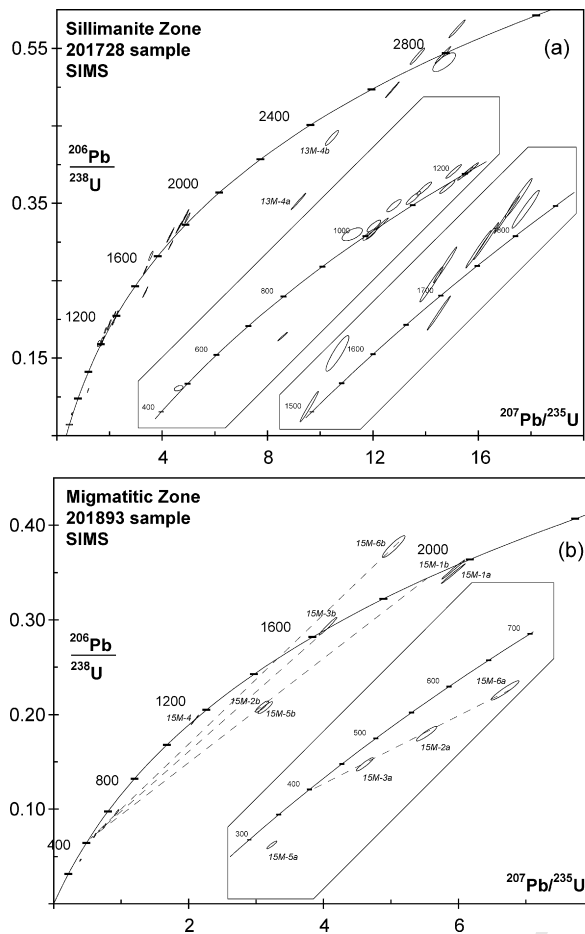 Sillimanite Zone
201728 sample
SIMS
(a)
0.55
2800
2400
13M-4b
206Pb
238U
2000
0.35
13M-4a
1200
1000
1600
800
1800
1700
1200
600
1600
0.15
400
1500
207Pb/235U
4
8
12
16
Migmatitic Zone
201893 sample
SIMS
(b)
0.40
15M-6b
2000
15M-1b
15M-1a
1600
15M-3b
0.30
206Pb
238U
700
1200
15M-2b
15M-4
15M-5b
600
15M-6a
0.20
500
15M-2a
800
400
15M-3a
0.10
300
400
15M-5a
207Pb/235U
2
4
6